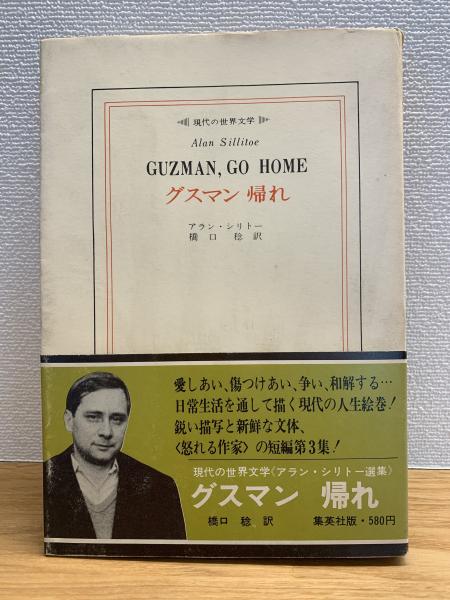 現代の世界文学
Alan Sillitoe
GUZMAN, GO HOME
グスマン 帰れ
アラン・シリトー
橋口 稔 訳
愛しあい、傷つけあい、争い、和解する…
日常生活を通して描く現代の人生絵巻!
鋭い描写と新鮮な文体、
〈怒れる作家〉の短編第3集!
現代の世界文学〈アラン・シリトー選集〉
グスマン 帰れ
橋口 稔 訳 集英社版・580円